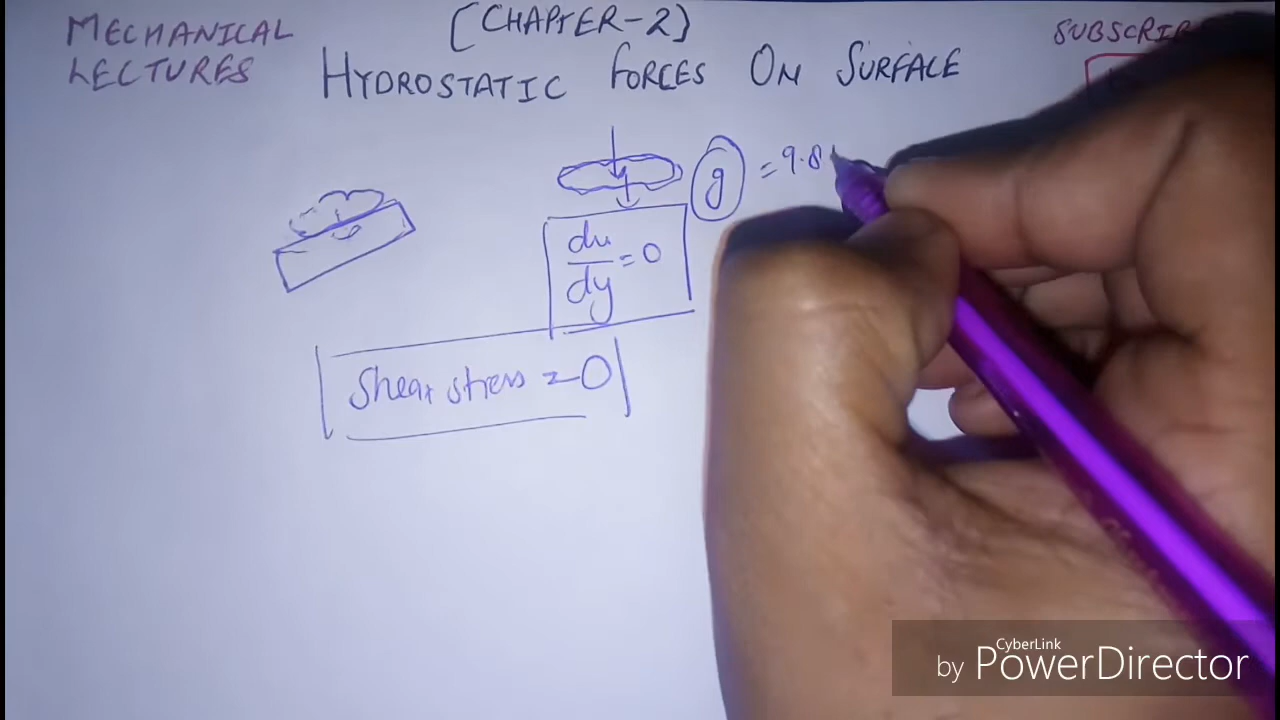 MECHANICAL
LECTURES
[CHAPTER-2]
HYDROSTATIC FORCES ON SURFACE
g = 9.8
du
dy
= 0
Shear stress = 0
CyberLink
by PowerDirector